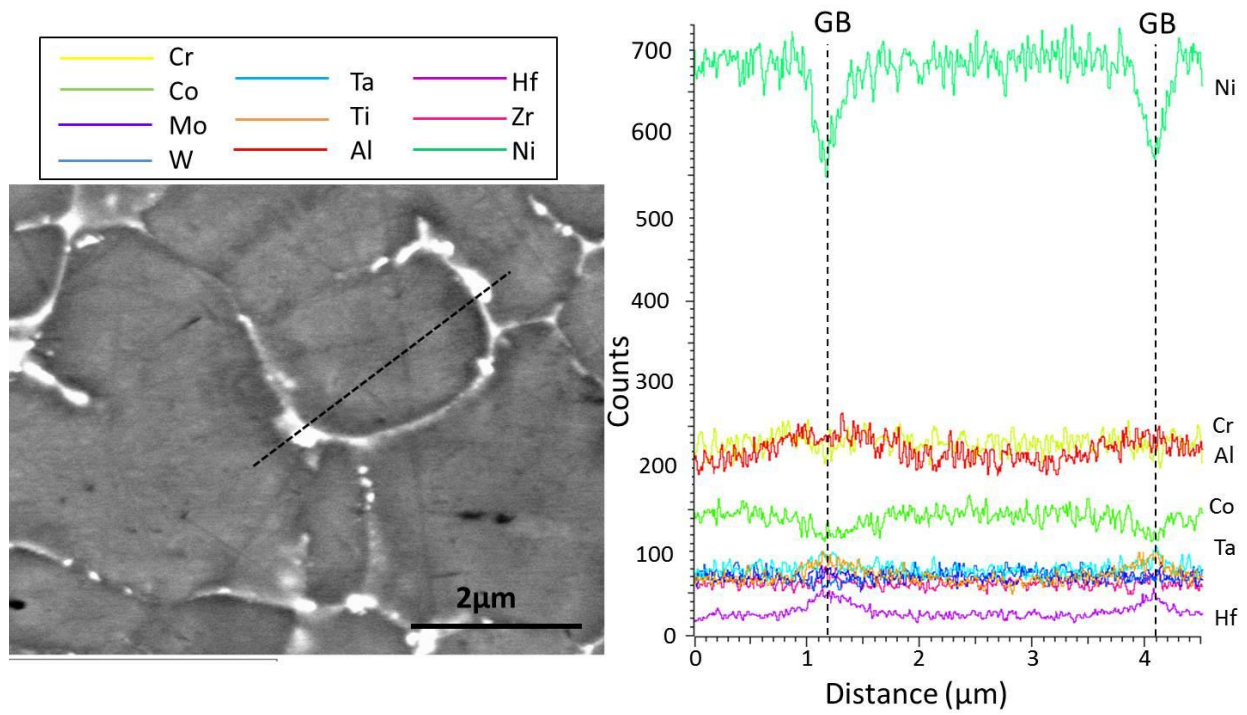 Cr
Co
Mo
W
Ta
Ti
Al
Hf
Zr
Ni
2μm
GB
GB
700
600
500
400
300
200
100
0
Counts
Ni
Cr
Al
Co
Ta
Hf
0 1 2 3 4
Distance (μm)